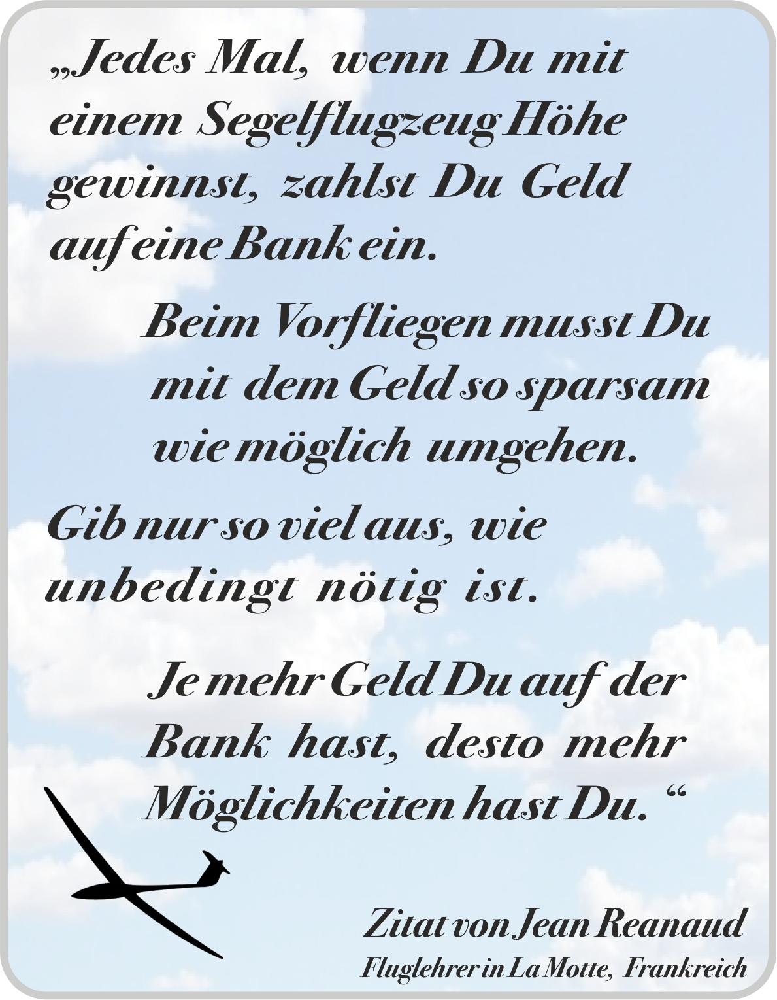 „Jedes Mal, wenn Du mit
einem Segelflugzeug Höhe
gewinnst, zahlst Du Geld
auf eine Bank ein.
Beim Vorfliegen musst Du
mit dem Geld so sparsam
wie möglich umgehen.
Gib nur so viel aus, wie
unbedingt nötig ist.
Je mehr Geld Du auf der
Bank hast, desto mehr
Möglichkeiten hast Du. “
Zitat von Jean Reanaud
Fluglehrer in La Motte, Frankreich